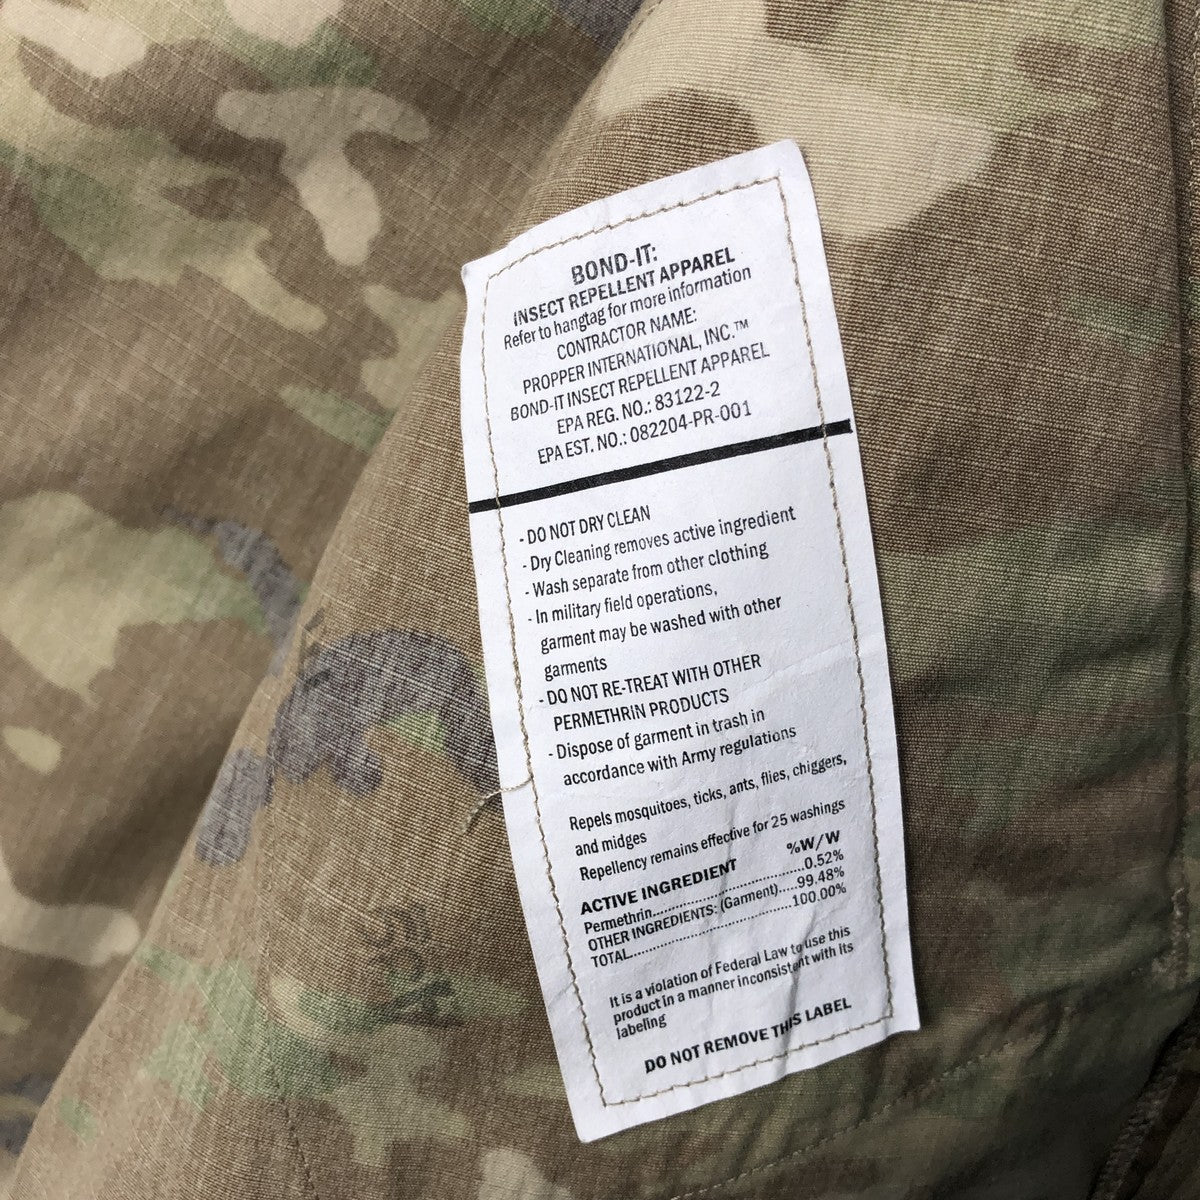 BOND-IT:
INSECT REPELLENT APPAREL
Refer to hangtag for more information
CONTRACTOR NAME:
PROPPER INTERNATIONAL, INC.™
BOND-IT INSECT REPELLENT APPAREL
EPA REG. NO.: 83122-2
EPA EST. NO.: 082204-PR-001
- DO NOT DRY CLEAN
- Dry Cleaning removes active ingredient
- Wash separate from other clothing
- In military field operations,
garment may be washed with other
garments
- DO NOT RE-TREAT WITH OTHER
PERMETHRIN PRODUCTS
- Dispose of garment in trash in
accordance with Army regulations
Repels mosquitoes, ticks, ants, flies, chiggers,
and midges
Repellency remains effective for 25 washings
ACTIVE INGREDIENT %W/W
Permethrin..............................0.52%
OTHER INGREDIENTS: (Garment).....99.48%
TOTAL................................100.00%
It is a violation of Federal Law to use this
product in a manner inconsistent with Its
labeling
DO NOT REMOVE THIS LABEL